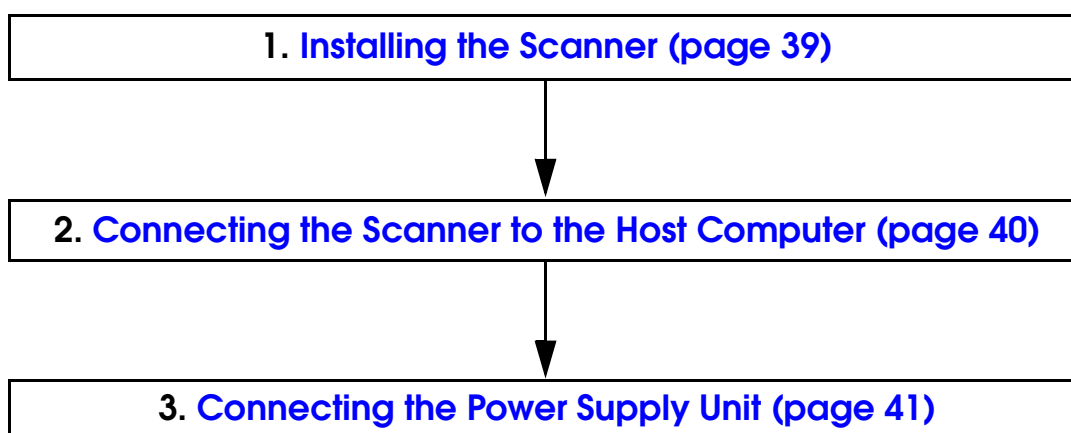 1. Installing the Scanner (page 39)
2. Connecting the Scanner to the Host Computer (page 40)
3. Connecting the Power Supply Unit (page 41)